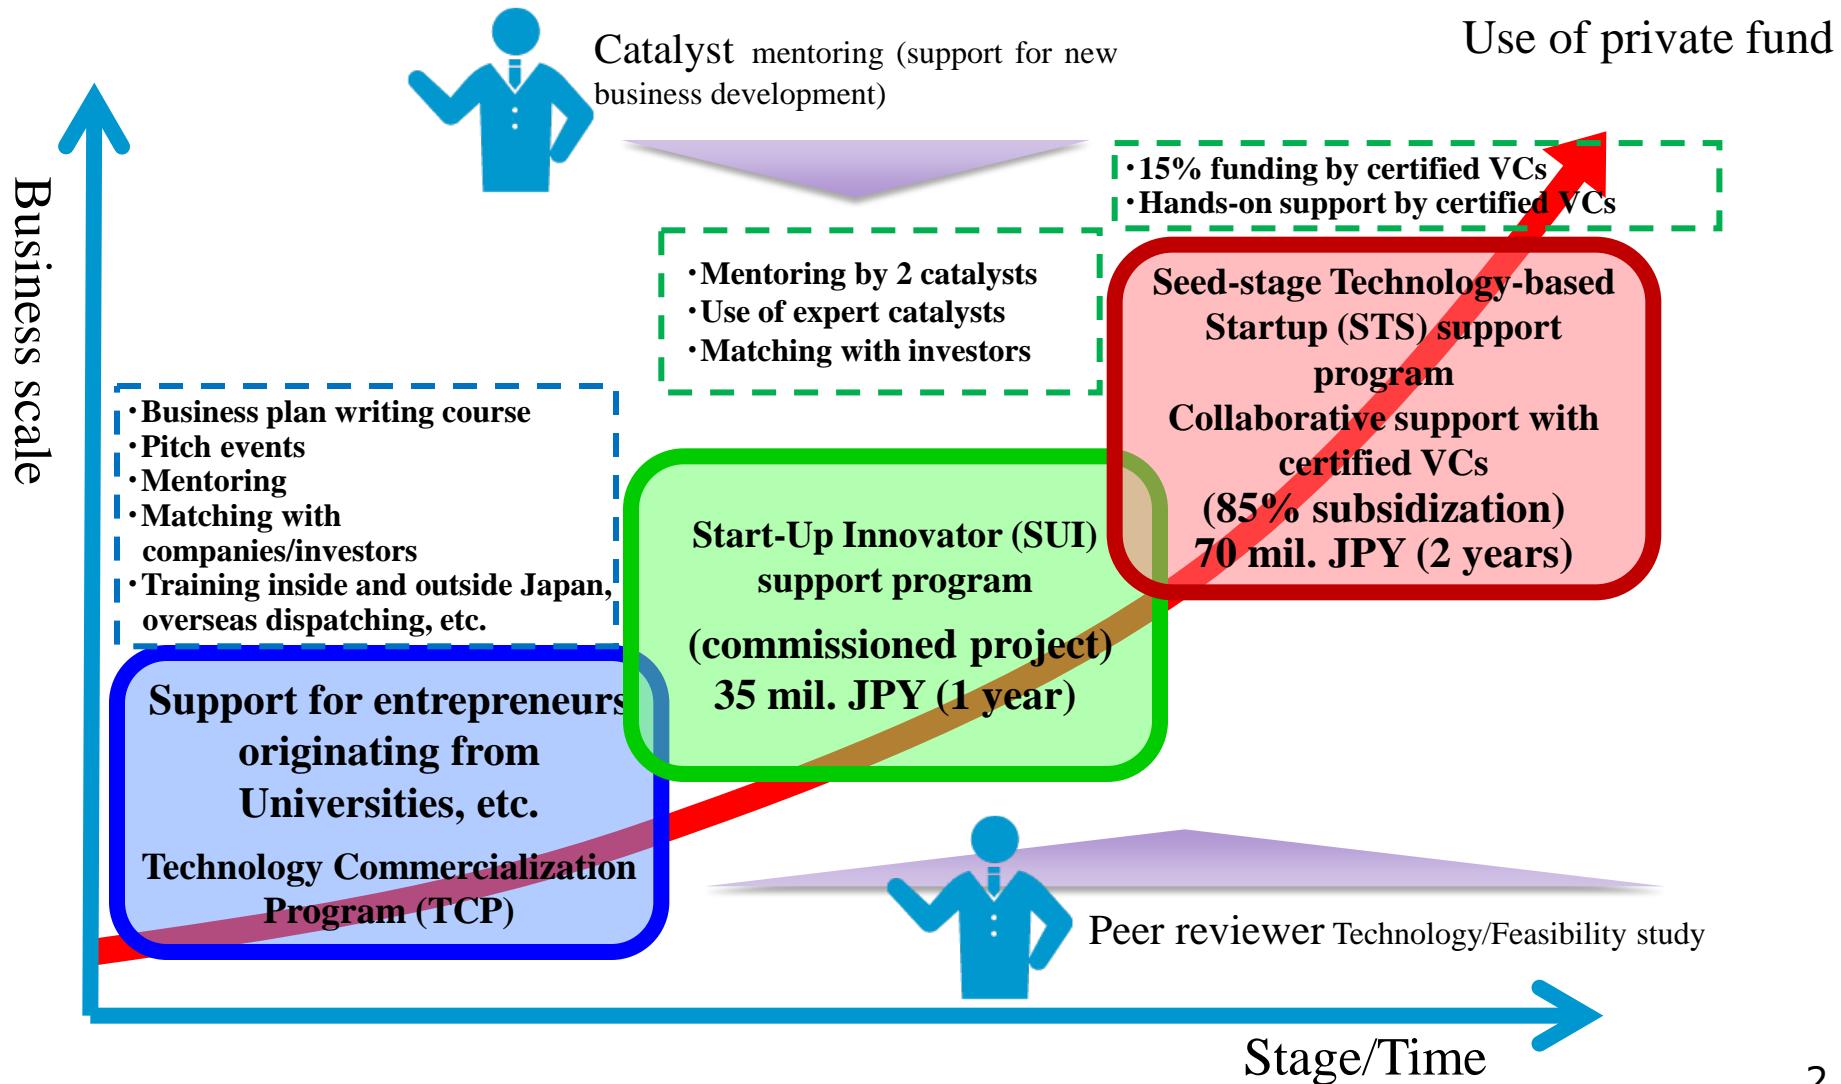 Use of private fund
Catalyst mentoring (support for new
business development)
Business scale
・15% funding by certified VCs
・Hands-on support by certified VCs
・Mentoring by 2 catalysts
・Use of expert catalysts
・Matching with investors
Seed-stage Technology-based
Startup (STS) support
program
Collaborative support with
certified VCs
(85% subsidization)
70 mil. JPY (2 years)
・Business plan writing course
・Pitch events
・Mentoring
・Matching with
companies/investors
・Training inside and outside Japan,
overseas dispatching, etc.
Start-Up Innovator (SUI)
support program
(commissioned project)
35 mil. JPY (1 year)
Support for entrepreneurs
originating from
Universities, etc.
Technology Commercialization
Program (TCP)
Peer reviewer Technology/Feasibility study
Stage/Time
2